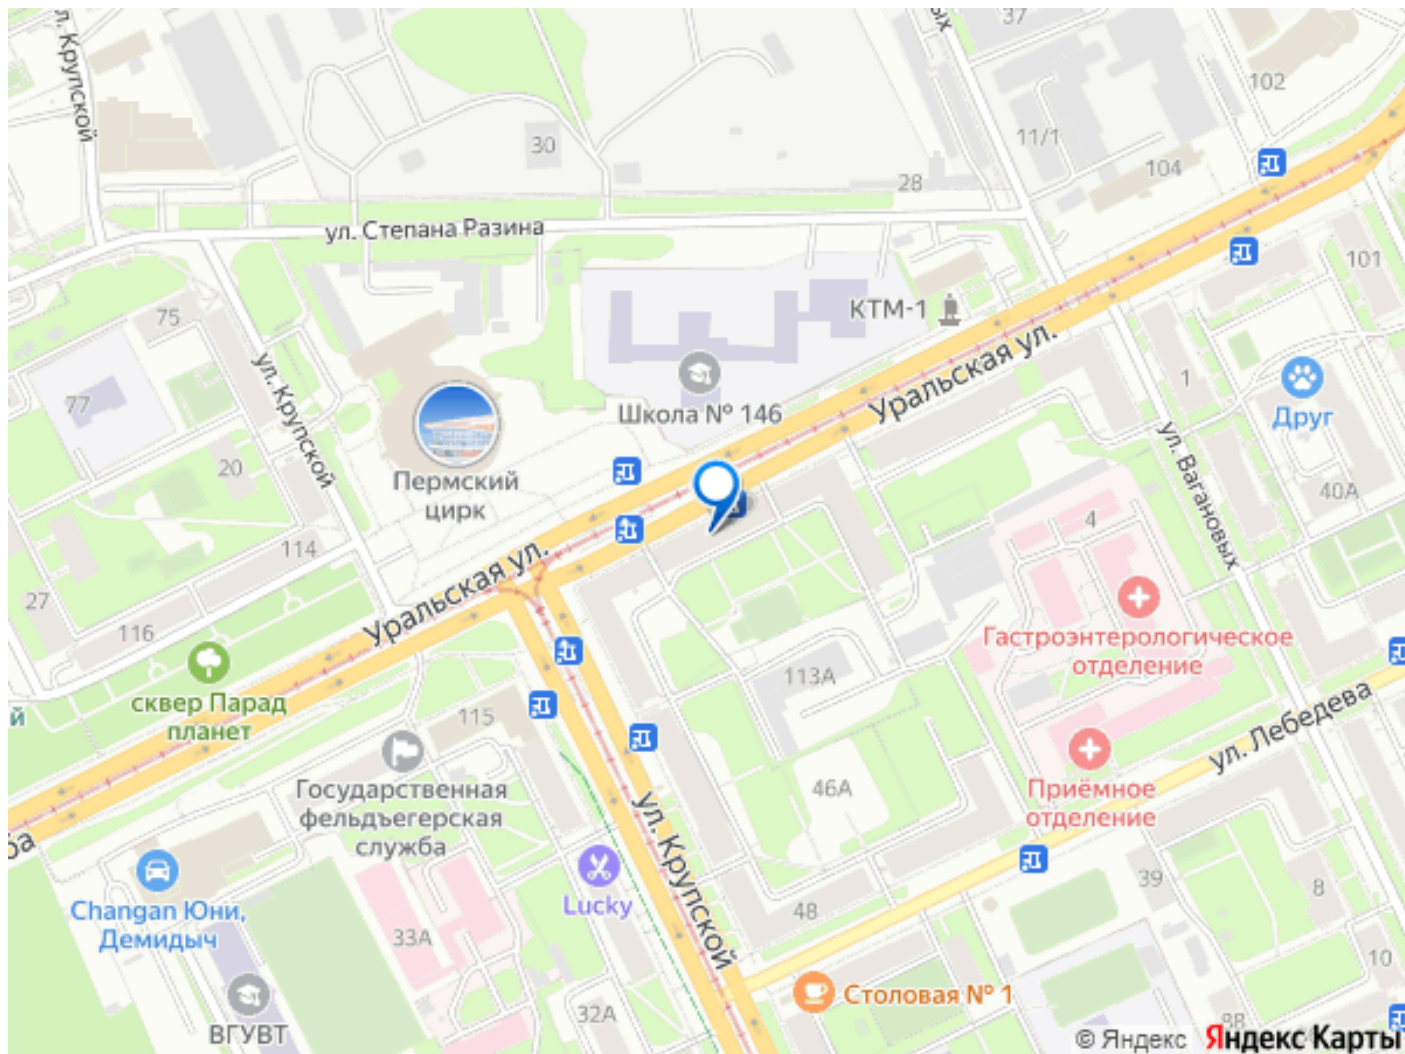 ул. Крупской
37
102
11/1
30
104
28
ул. Степана Разина
101
75
КТМ-1
Уральская ул.
ул. Крупской
77
Школа № 146
1
Друг
20
Пермский
цирк
ул. Вагановых
40А
4
114
Уральская ул.
27
116
Гастроэнтерологическое
отделение
113А
сквер Парад
планет
й
115
ул. Лебедева
Государственная
фельдъегерская
служба
46А
Приёмное
отделение
ул. Крупской
ба
39
8
Changan Юни,
Демидыч
Lucky
48
33А
10
Столовая № 1
32А
ВГУВТ
© Яндекс Яндекс Карты